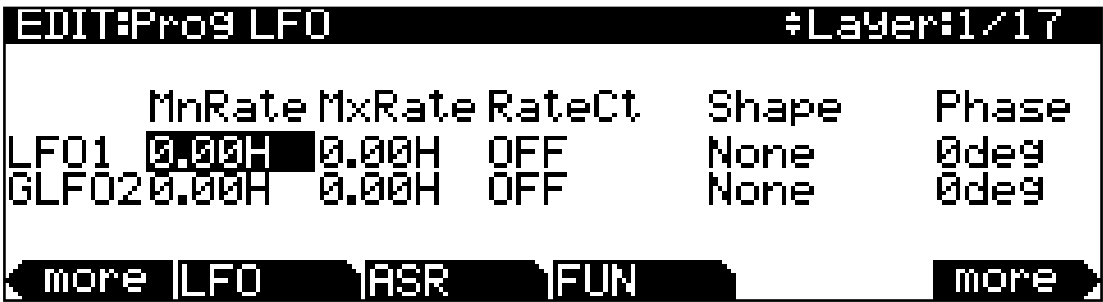 EDIT:Prog LFO ⬍Layer:1/17
MnRate MxRate RateCt Shape Phase
LFO1 0.00H 0.00H OFF None 0deg
GLFO2 0.00H 0.00H OFF None 0deg
more LFO ASR FUN more